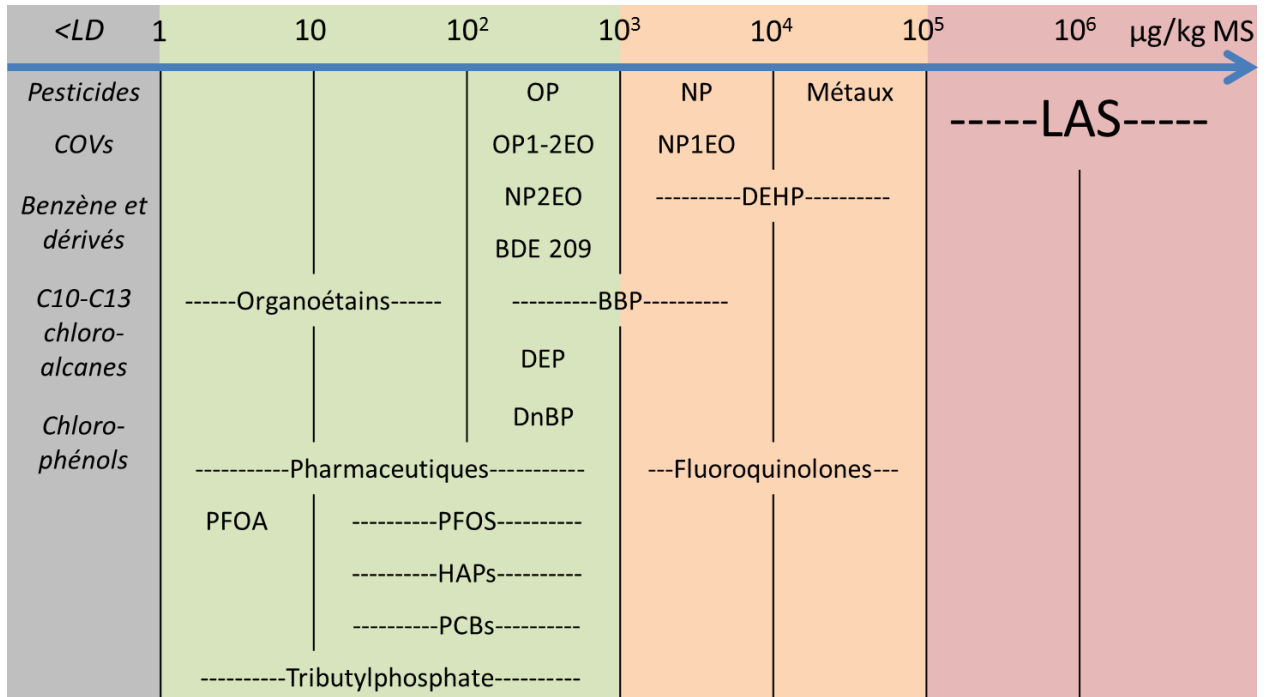 <LD 1 10 10² 10³ 10⁴ 10⁵ 10⁶ µg/kg MS
Pesticides OP NP Métaux
-----LAS-----
COVs OP1-2EO NP1EO
Benzène et
dérivés
NP2EO ----------DEHP----------
BDE 209
C10-C13
chloro-
alcanes
------Organoétains------ ----------BBP----------
DEP
Chloro-
phénols
DnBP
-----------Pharmaceutiques----------- ---Fluoroquinolones---
PFOA ----------PFOS----------
----------HAPs----------
----------PCBs----------
----------Tributylphosphate----------